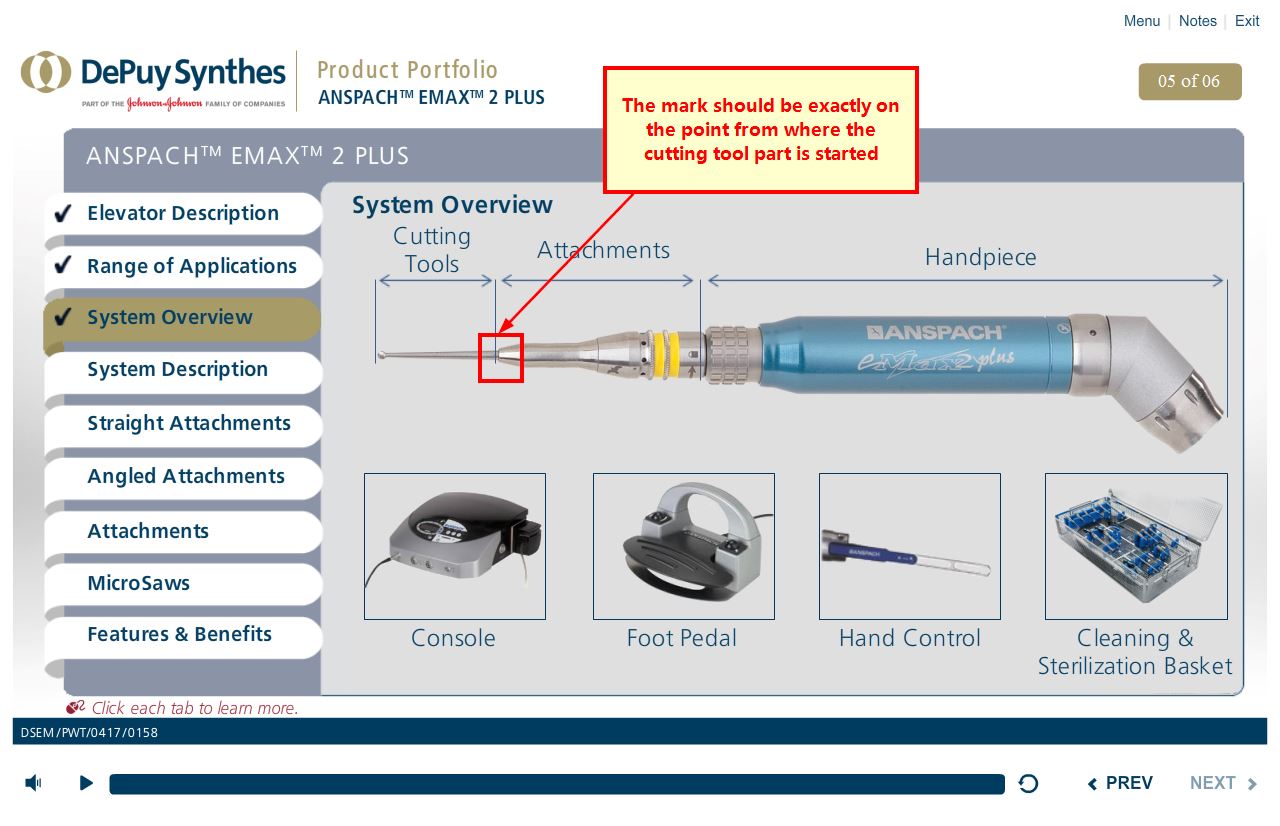 Menu | Notes | Exit
DePuy Synthes
PART OF THE Johnson & Johnson FAMILY OF COMPANIES
Product Portfolio
ANSPACH™ EMAX™ 2 PLUS
05 of 06
The mark should be exactly on
the point from where the
cutting tool part is started
ANSPACH™ EMAX™ 2 PLUS
Elevator Description
Range of Applications
System Overview
System Description
Straight Attachments
Angled Attachments
Attachments
MicroSaws
Features & Benefits
System Overview
Cutting
Tools
Attachments
Handpiece
ANSPACH®
eMax2 plus
ANSPACH
Console
Foot Pedal
Hand Control
Cleaning &
Sterilization Basket
Click each tab to learn more.
DSEM/PWT/0417/0158
PREV
NEXT